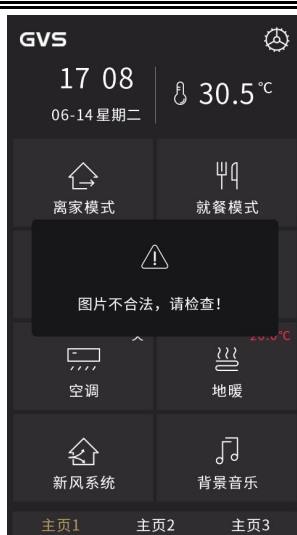 GVS
17 08
06-14 星期二
30.5℃
离家模式
就餐模式
图片不合法，请检查！
空调
地暖
新风系统
背景音乐
主页1
主页2
主页3